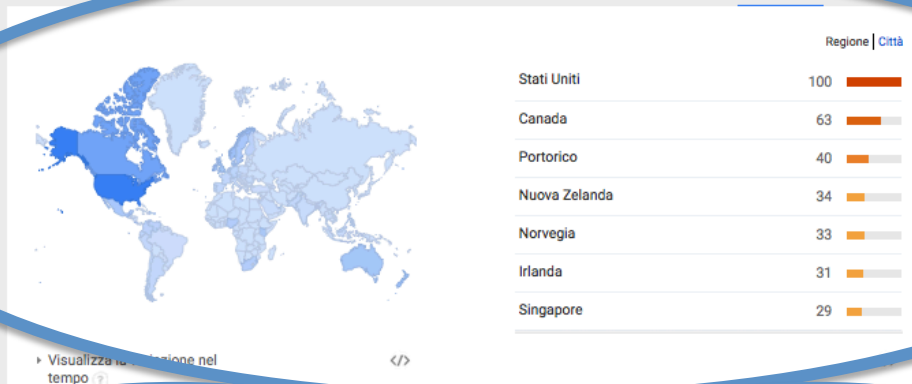 Regione | Città
Stati Uniti 100
Canada 63
Portorico 40
Nuova Zelanda 34
Norvegia 33
Irlanda 31
Singapore 29
Visualizza nel </>
tempo ?